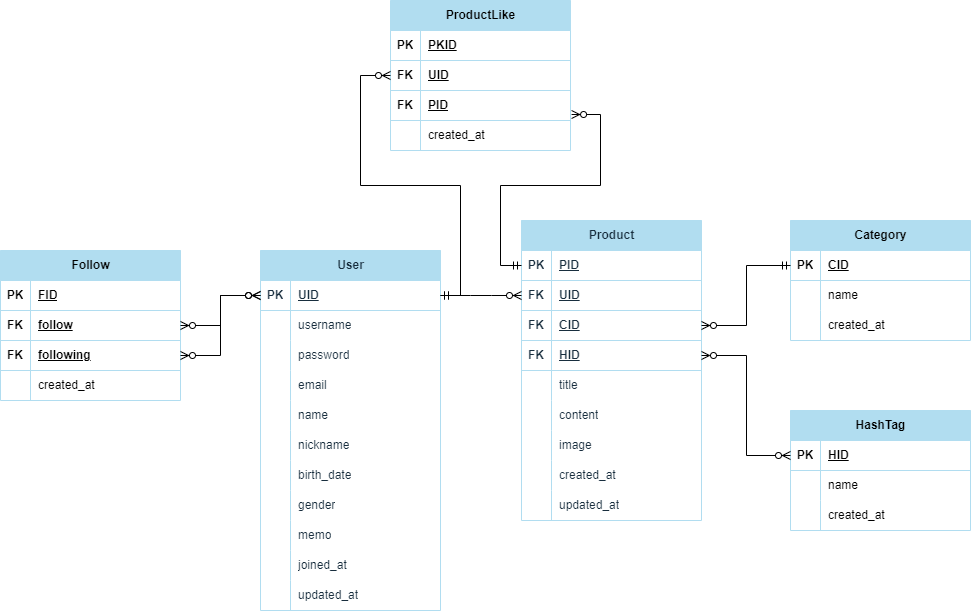 ProductLike
PK PKID
FK UID
FK PID
created_at
Follow
PK FID
FK follow
FK following
created_at
User
PK UID
username
password
email
name
nickname
birth_date
gender
memo
joined_at
updated_at
Product
PK PID
FK UID
FK CID
FK HID
title
content
image
created_at
updated_at
Category
PK CID
name
created_at
HashTag
PK HID
name
created_at